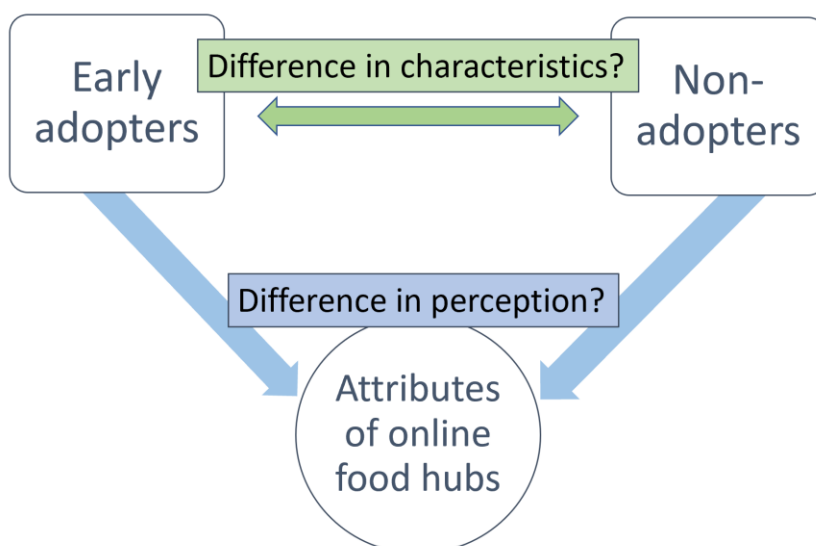 Early
adopters
Difference in characteristics?
Non-
adopters
Difference in perception?
Attributes
of online
food hubs